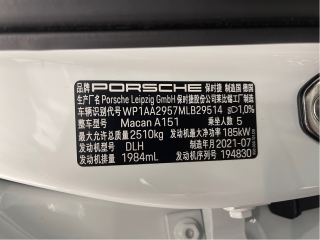 品牌 PORSCHE 保时捷 制造国 德国
生产厂名 Porsche Leipzig GmbH 保时捷股份公司莱比锡工厂制造
车辆识别代号 WP1AA2957MLB29514 1,0%
整车型号 Macan A151 乘坐人数 5
最大允许总质量 2510kg 发动机最大净功率 185kW
发动机型号 DLH 制造年月 2021-07
发动机排量 1984mL 发动机序列号 194830